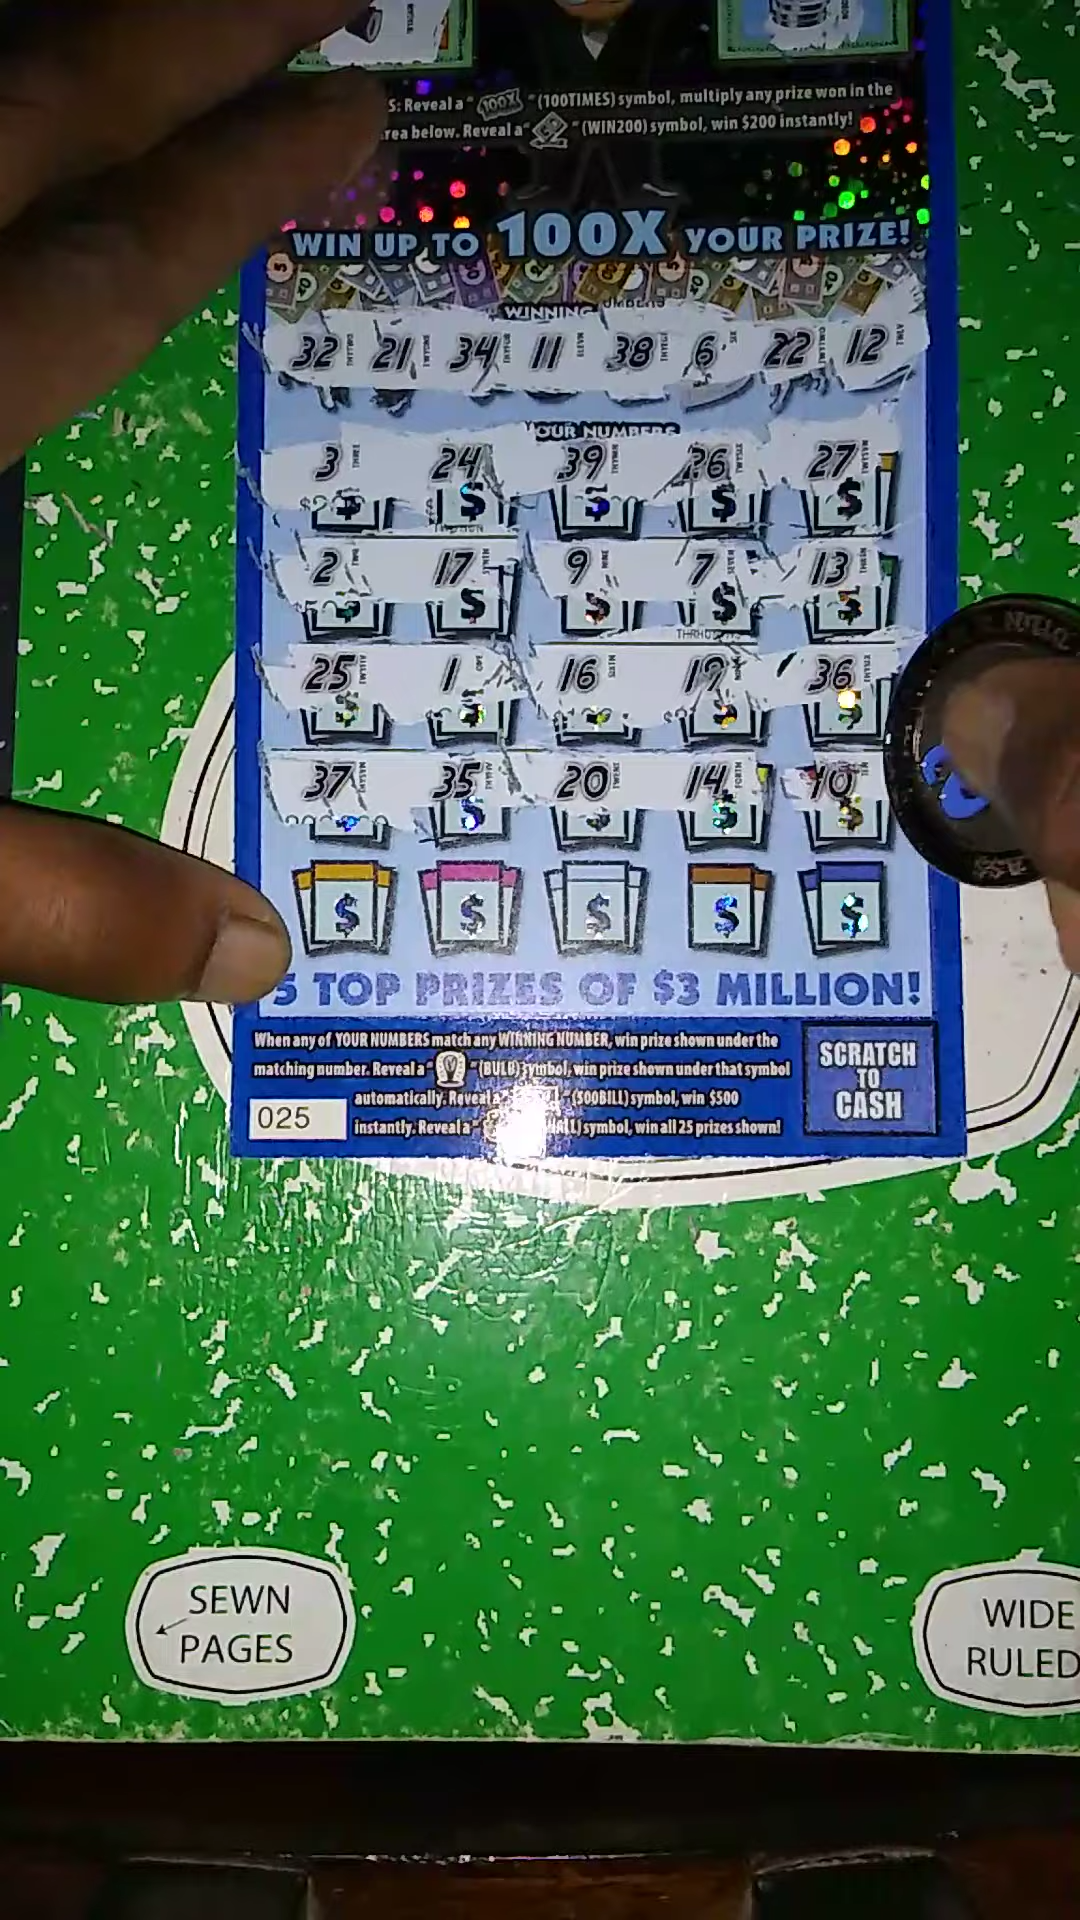 S: Reveal a " 100X " (100TIMES) symbol, multiply any prize won in the
rea below. Reveal a " " (WIN200) symbol, win $200 instantly!
WIN UP TO 100X YOUR PRIZE!
WINNING NUMBERS
32 21 34 11 38 6 22 12
YOUR NUMBERS
3 24 39 26 27
$ $ $ $ $
2 17 9 7 13
$ $ $ $ $
25 1 16 19 36
$ $ $ $ $
37 35 20 14 10
$ $ $ $ $
$ $ $ $ $
5 TOP PRIZES OF $3 MILLION!
When any of YOUR NUMBERS match any WINNING NUMBER, win prize shown under the
matching number. Reveal a " " (BULB) symbol, win prize shown under that symbol
automatically. Reveal a " " (500BILL) symbol, win $500
instantly. Reveal a " ALL) symbol, win all 25 prizes shown!
025
SCRATCH
TO
CASH
SEWN
PAGES
WIDE
RULED